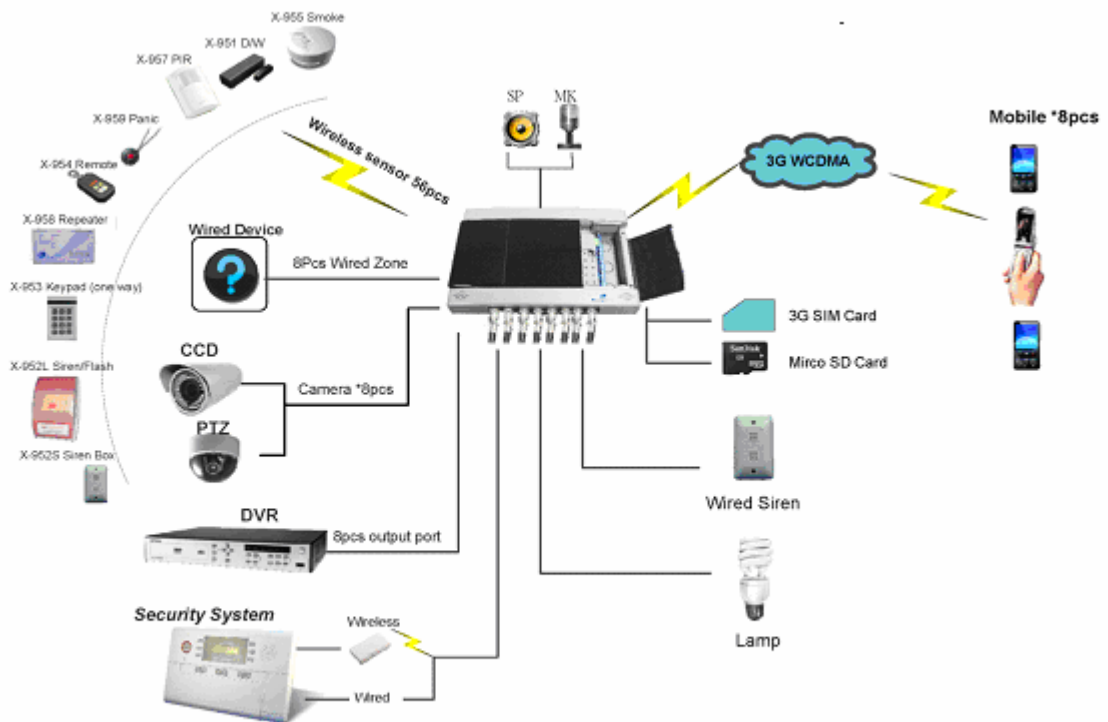 X-955 Smoke
X-951 D/W
X-957 PIR
X-959 Panic
X-954 Remote
X-958 Repeater
X-953 Keypad (one way)
X-952L Siren/Flash
X-952S Siren Box
Wireless sensor 56pcs
SP
MK
3G WCDMA
Mobile *8pcs
Wired Device
8Pcs Wired Zone
CCD
Camera *8pcs
PTZ
3G SIM Card
SanDisk
Mirco SD Card
DVR
8pcs output port
Wired Siren
Security System
Wireless
Wired
Lamp